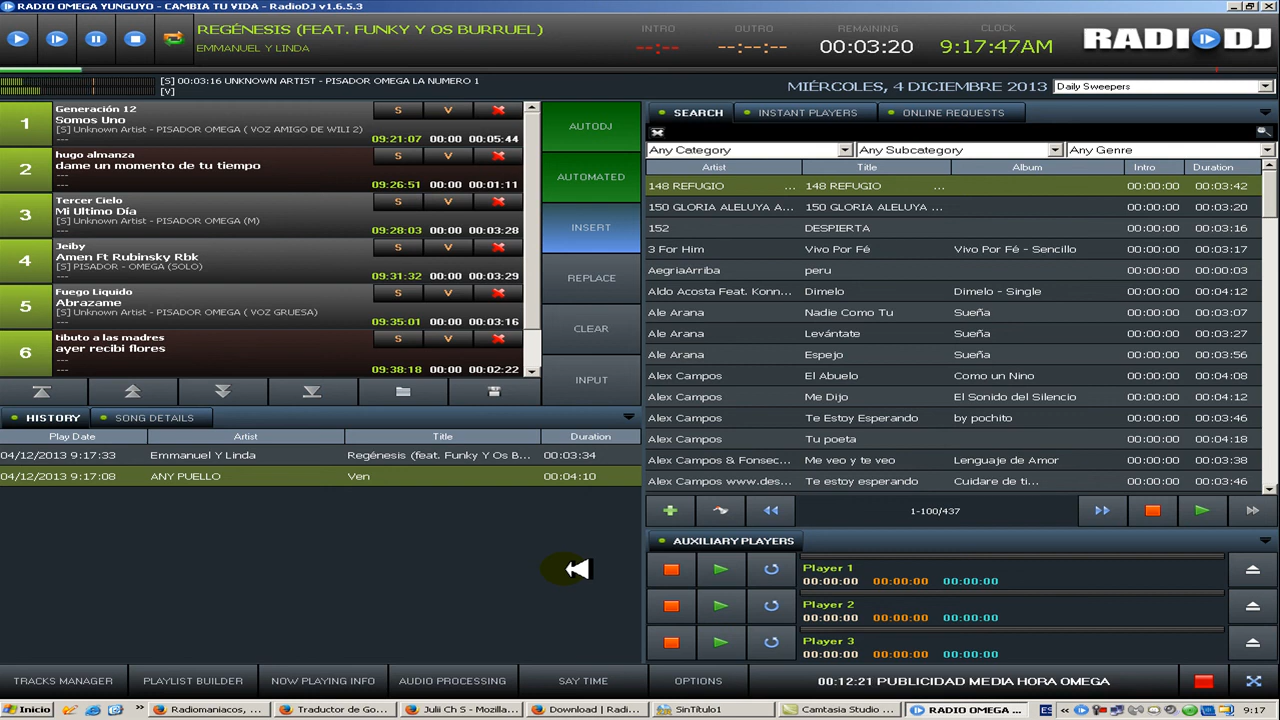 RADIO OMEGA YUNGUYO - CAMBIA TU VIDA - RadioDJ v1.6.5.3
REGÉNESIS (FEAT. FUNKY Y OS BURRUEL)
EMMANUEL Y LINDA
INTRO OUTRO REMAINING CLOCK
--:-- --:--:-- 00:03:20 9:17:47AM
RADIODJ
[S] 00:03:16 UNKNOWN ARTIST - PISADOR OMEGA LA NUMERO 1
[V]
MIÉRCOLES, 4 DICIEMBRE 2013 Daily Sweepers
1 Generación 12 S V
Somos Uno
[S] Unknown Artist - PISADOR OMEGA ( VOZ AMIGO DE WILI 2)
--- 09:21:07 00:00 00:05:44
2 hugo almanza S V
dame un momento de tu tiempo
---
--- 09:26:51 00:00 00:01:11
3 Tercer Cielo S V
Mi Ultimo Día
[S] Unknown Artist - PISADOR OMEGA (M)
--- 09:28:03 00:00 00:03:28
4 Jeiby S V
Amen Ft Rubinsky Rbk
[S] PISADOR - OMEGA (SOLO)
--- 09:31:32 00:00 00:03:29
5 Fuego Liquido S V
Abrazame
[S] Unknown Artist - PISADOR OMEGA ( VOZ GRUESA)
--- 09:35:01 00:00 00:03:16
6 tibuto a las madres S V
ayer recibi flores
---
--- 09:38:18 00:00 00:02:22
AUTODJ
AUTOMATED
INSERT
REPLACE
CLEAR
INPUT
HISTORY SONG DETAILS
Play Date Artist Title Duration
04/12/2013 9:17:33 Emmanuel Y Linda Regénesis (feat. Funky Y Os B... 00:03:34
04/12/2013 9:17:08 ANY PUELLO Ven 00:04:10
SEARCH INSTANT PLAYERS ONLINE REQUESTS
Any Category Any Subcategory Any Genre
Artist Title Album Intro Duration
148 REFUGIO ... 148 REFUGIO ... 00:00:00 00:03:42
150 GLORIA ALELUYA A... 150 GLORIA ALELUYA ... 00:00:00 00:03:20
152 DESPIERTA 00:00:00 00:03:16
3 For Him Vivo Por Fé Vivo Por Fé - Sencillo 00:00:00 00:03:17
AegriaArriba peru 00:00:00 00:00:03
Aldo Acosta Feat. Konn... Dimelo Dimelo - Single 00:00:00 00:04:12
Ale Arana Nadie Como Tu Sueña 00:00:00 00:03:36
Ale Arana Levántate Sueña 00:00:00 00:03:27
Ale Arana Espejo Sueña 00:00:00 00:03:56
Alex Campos El Abuelo Como un Nino 00:00:00 00:04:08
Alex Campos Me Dijo El Sonido del Silencio 00:00:00 00:04:12
Alex Campos Te Estoy Esperando by pochito 00:00:00 00:03:46
Alex Campos Tu poeta 00:00:00 00:04:18
Alex Campos & Fonsec... Me veo y te veo Lenguaje de Amor 00:00:00 00:03:38
Alex Campos www.des... Te estoy esperando Cuidare de ti... 00:00:00 00:03:46
1-100/437
AUXILIARY PLAYERS
Player 1
00:00:00 00:00:00 00:00:00
Player 2
00:00:00 00:00:00 00:00:00
Player 3
00:00:00 00:00:00 00:00:00
TRACKS MANAGER PLAYLIST BUILDER NOW PLAYING INFO AUDIO PROCESSING SAY TIME OPTIONS 00:12:21 PUBLICIDAD MEDIA HORA OMEGA
Inicio » Radiomaniacos, ... Traductor de Go... Julii Ch S - Mozilla... Download | Radi... SinTítulo1 Camtasia Studio ... RADIO OMEGA ... ES « 9:17